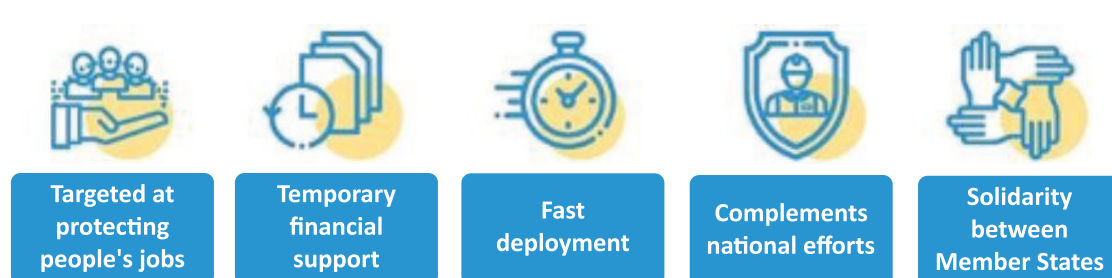 Targeted at
protecting
people's jobs
Temporary
financial
support
Fast
deployment
Complements
national efforts
Solidarity
between
Member States